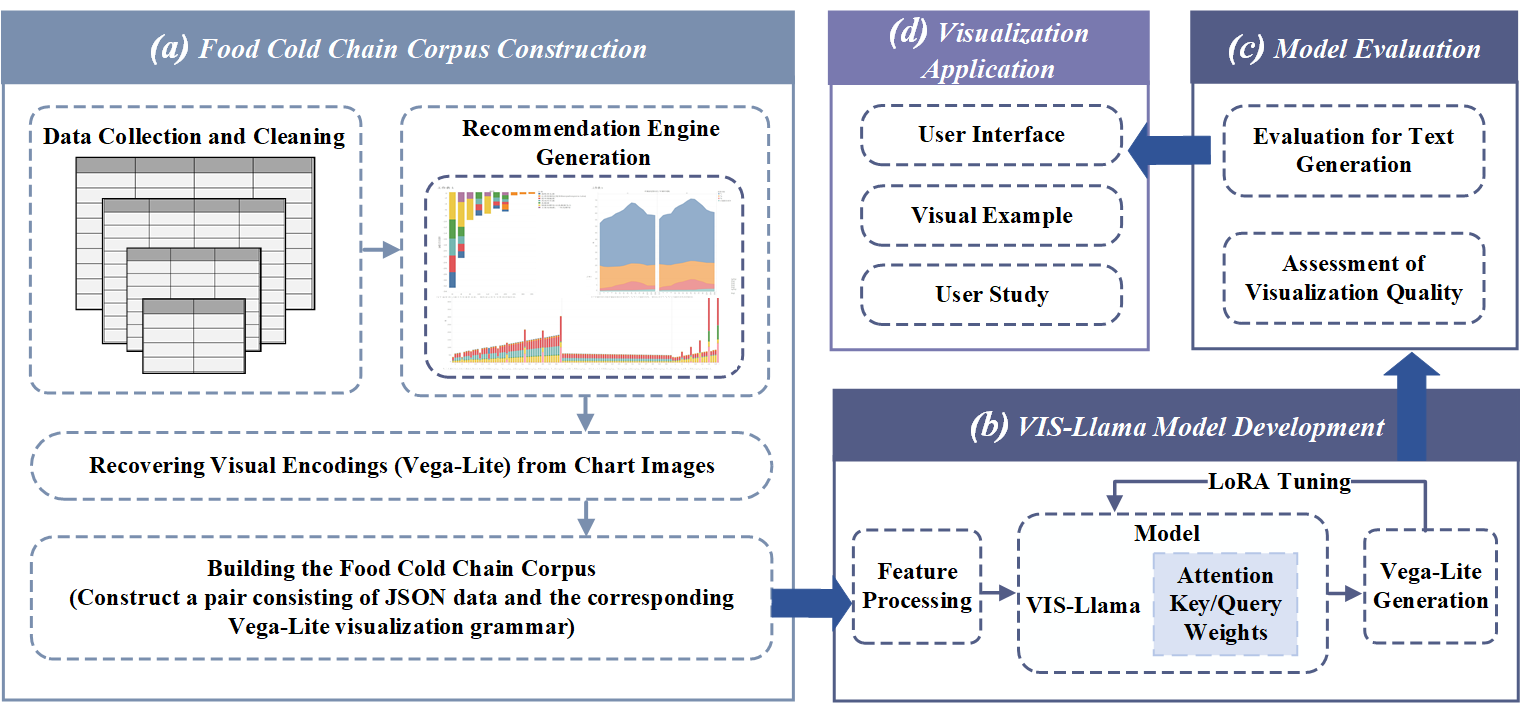 (a) Food Cold Chain Corpus Construction
Data Collection and Cleaning
Recommendation Engine
Generation
Recovering Visual Encodings (Vega-Lite) from Chart Images
Building the Food Cold Chain Corpus
(Construct a pair consisting of JSON data and the corresponding
Vega-Lite visualization grammar)
(b) VIS-Llama Model Development
LoRA Tuning
Feature
Processing
Model
VIS-Llama
Attention
Key/Query
Weights
Vega-Lite
Generation
(c) Model Evaluation
Evaluation for Text
Generation
Assessment of
Visualization Quality
(d) Visualization
Application
User Interface
Visual Example
User Study